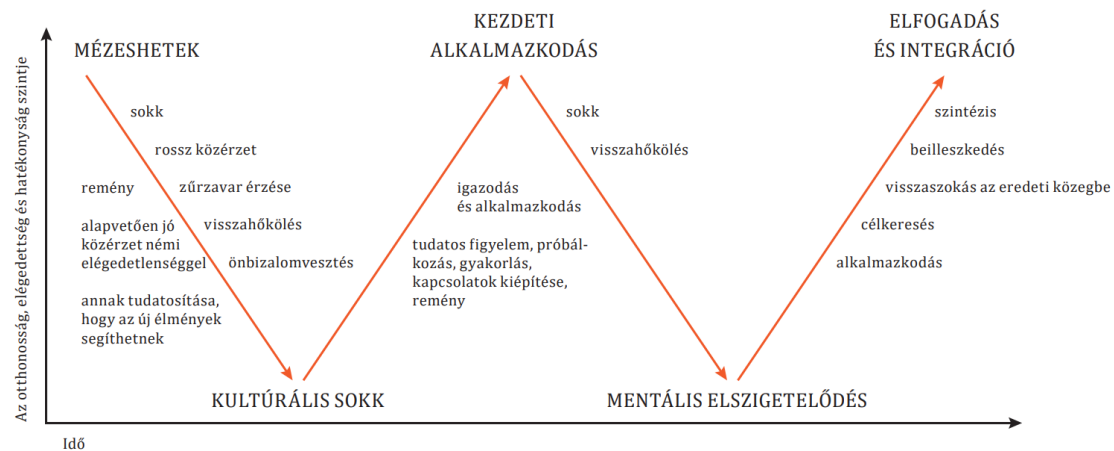 Az otthonosság, elégedettség és hatékonyság szintje
MÉZESHETEK
sokk
rossz közérzet
remény
zűrzavar érzése
alapvetően jó
közérzet némi
elégedetlenséggel
visszahőkölés
önbizalomvesztés
annak tudatosítása,
hogy az új élmények
segíthetnek
KULTÚRÁLIS SOKK
KEZDETI
ALKALMAZKODÁS
igazodás
és alkalmazkodás
tudatos figyelem, próbál-
kozás, gyakorlás,
kapcsolatok kiépítése,
remény
sokk
visszahőkölés
MENTÁLIS ELSZIGETELŐDÉS
ELFOGADÁS
ÉS INTEGRÁCIÓ
szintézis
beilleszkedés
visszaszokás az eredeti közegbe
célkeresés
alkalmazkodás
Idő